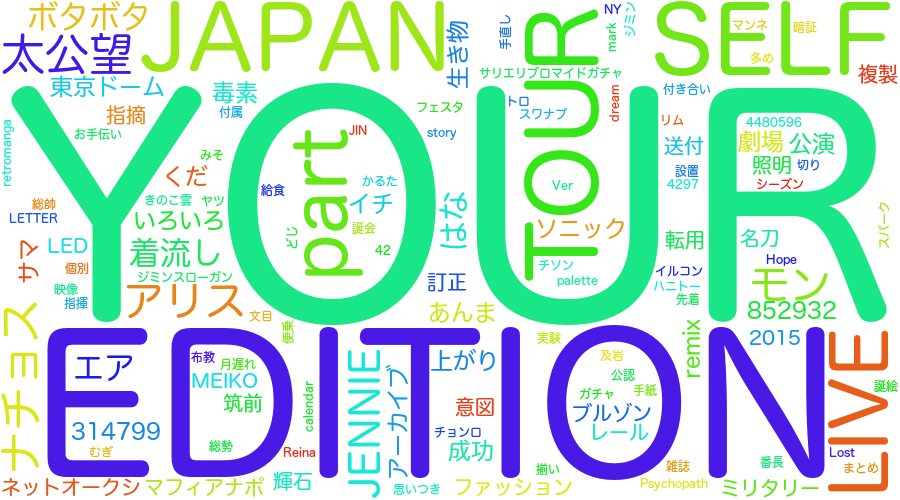 ボタボタ
JAPAN
SELF
太公望
生き物
手直し
NY
mark
ジミン
マンネ
暗証
多め
東京ドーム
毒素
付属
指摘
お手伝い
retromanga
サリエリプロマイドガチャ
フェスタ
トロ
スワナブ
story
dream
付き合い
複製
リム
4480596
劇場
公演
照明
切り
送付
設置
4297
シーズン
YOUR
TOUR
part
JIN
みそ
くだ
給食
かるた
イチ
誕会
42
どじ
Ver
はな
ソニック
チソン
palette
きのこ雲
ヤッ
総帥
LETTER
いろいろ
着流し
LED
サマ
個別
ジミンスローガン
映像
指揮
アリス
文目
転用
名刀
スパーク
イルコン
ハニトー
先着
Hope
モン
852932
訂正
あんま
便乗
実験
remix
2015
EDITION
LIVE
ナチョス
エア
布教
月遅れ
MEIKO
筑前
calendar
JENNIE
アーカイブ
上がり
意図
及岩
公認
ガチャ
手紙
ブルゾン
レール
314799
むぎ
総勢
Reina
チョンロ
成功
誕絵
Lost
まとめ
番長
雑誌
揃い
Psychopath
ネットオークシ
マフィアナポ
輝石
思いつき
ファッション
ミリタリー